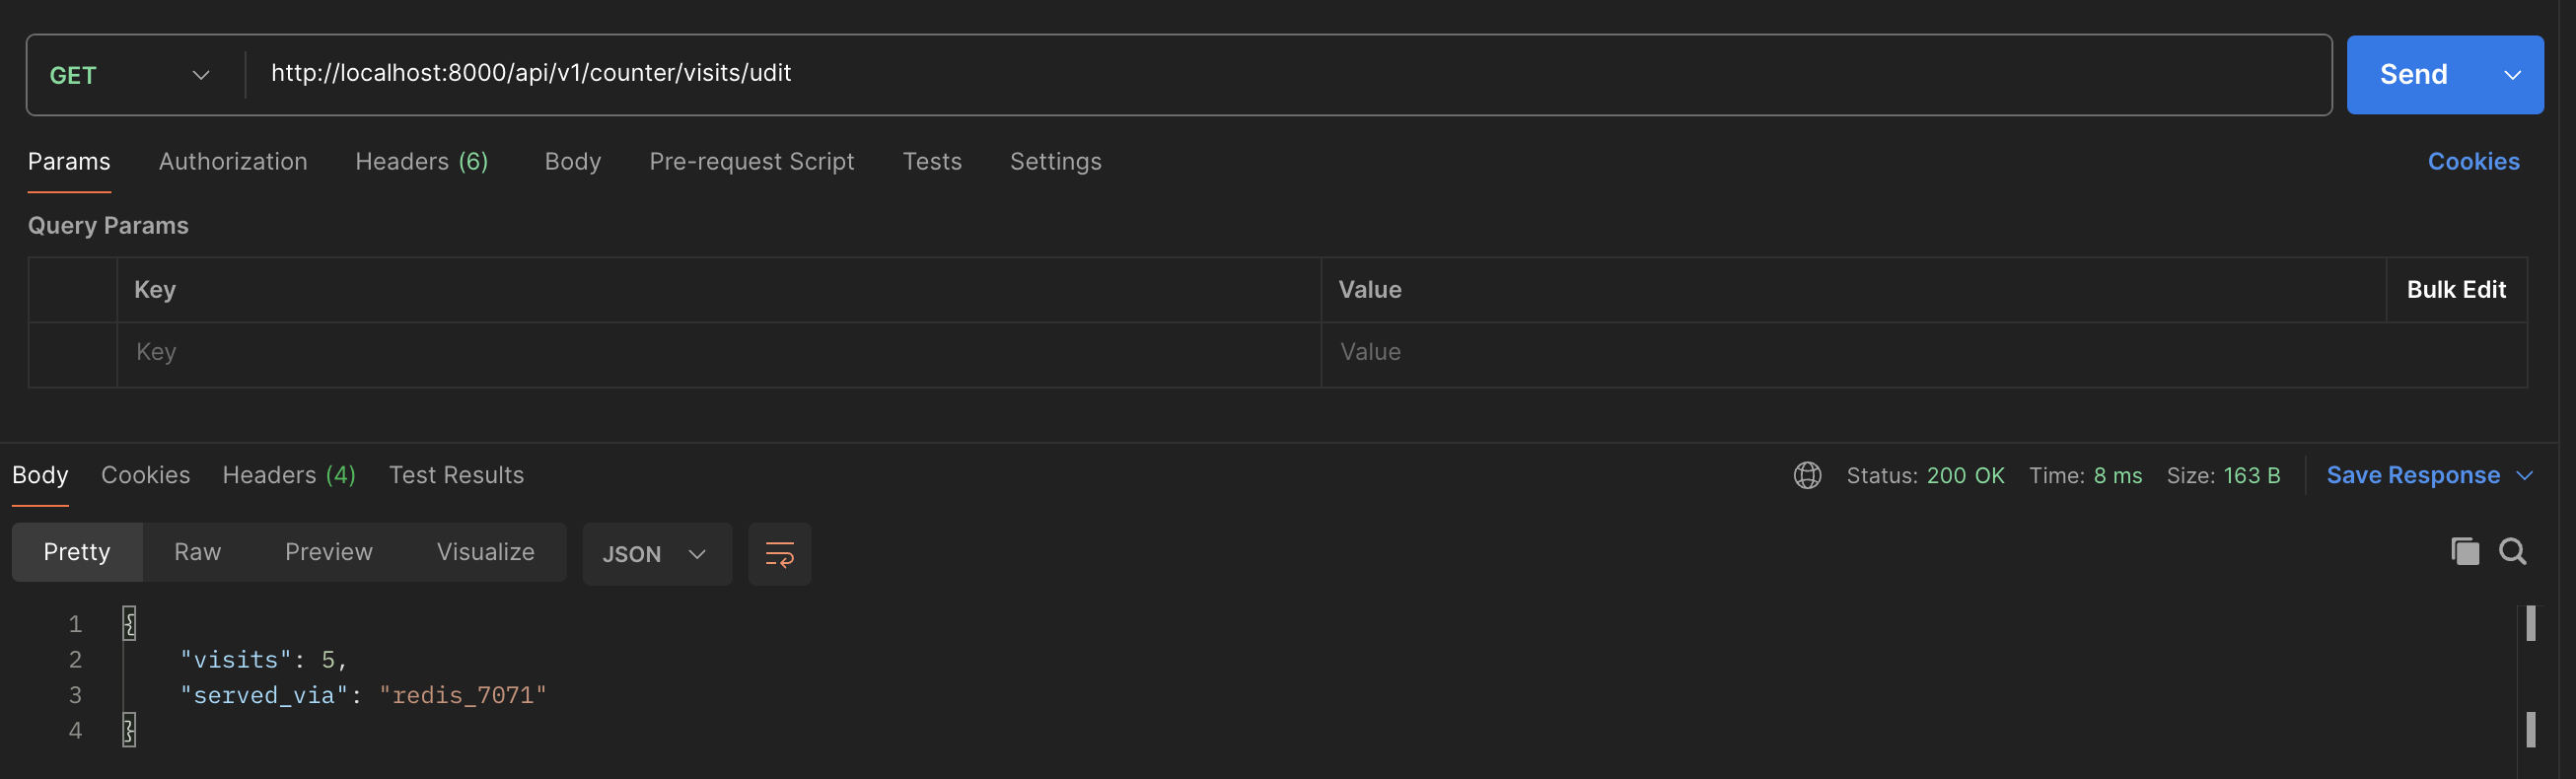 GET http://localhost:8000/api/v1/counter/visits/udit Send
Params Authorization Headers (6) Body Pre-request Script Tests Settings Cookies
Query Params
Key Value Bulk Edit
Key Value
Body Cookies Headers (4) Test Results Status: 200 OK Time: 8 ms Size: 163 B Save Response
Pretty Raw Preview Visualize JSON
1 {
2 "visits": 5,
3 "served_via": "redis_7071"
4 }